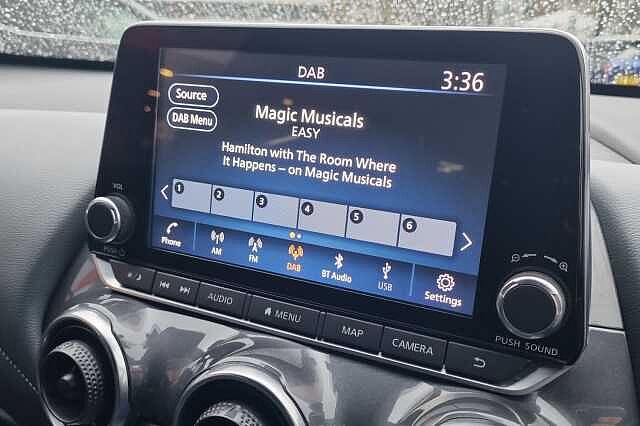 DAB
3:36
Source
DAB Menu
Magic Musicals
EASY
Hamilton with The Room Where
It Happens – on Magic Musicals
1 2 3 4 5 6
Phone
AM
FM
DAB
BT Audio
USB
Settings
VOL
PUSH SOUND
AUDIO
MENU
MAP
CAMERA